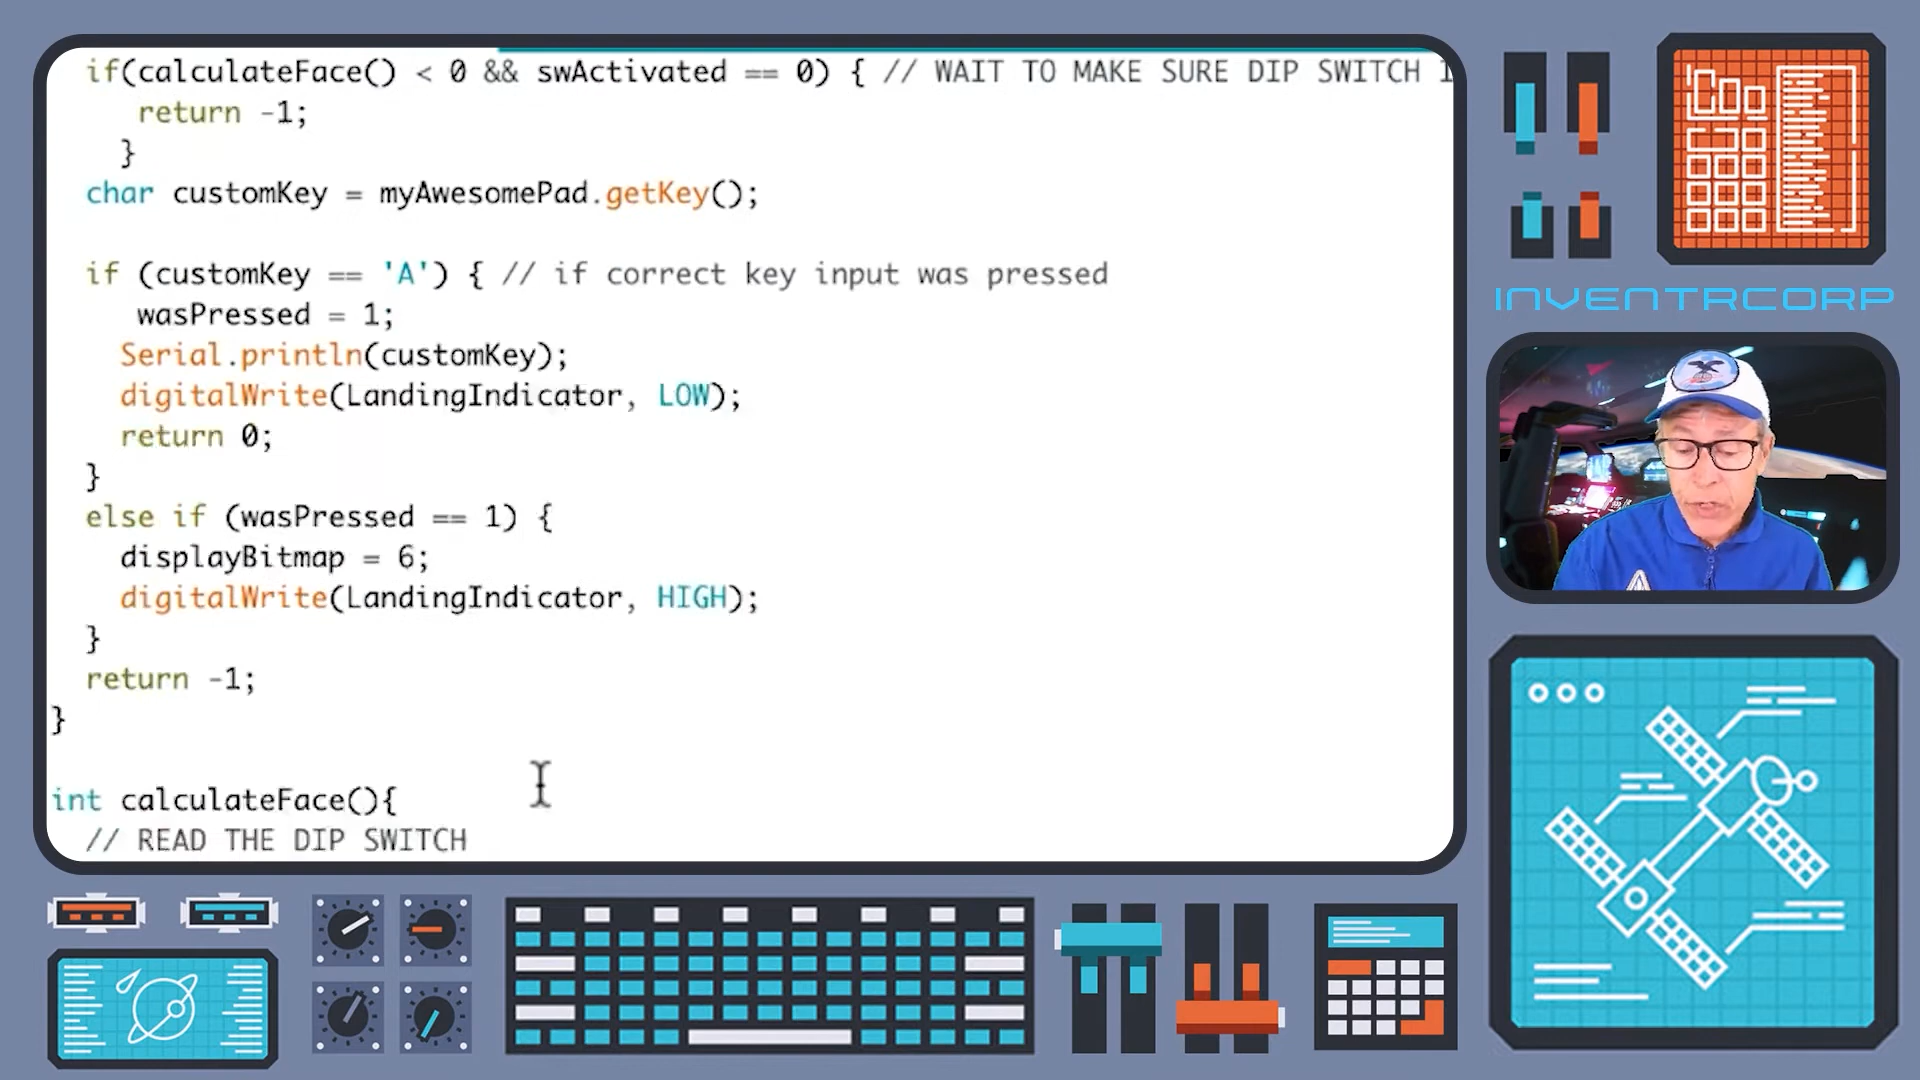 if(calculateFace() < 0 && swActivated == 0) { // WAIT TO MAKE SURE DIP SWITCH
return -1;
}
char customKey = myAwesomePad.getKey();
if (customKey == 'A') { // if correct key input was pressed
wasPressed = 1;
Serial.println(customKey);
digitalWrite(LandingIndicator, LOW);
return 0;
}
else if (wasPressed == 1) {
displayBitmap = 6;
digitalWrite(LandingIndicator, HIGH);
}
return -1;
}
int calculateFace(){
// READ THE DIP SWITCH
INVENTRCORP